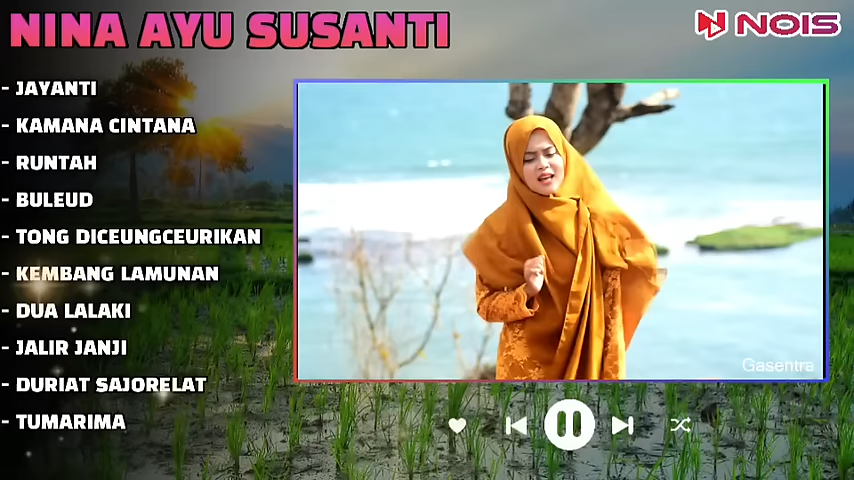 NINA AYU SUSANTI
NOIS
- JAYANTI
- KAMANA CINTANA
- RUNTAH
- BULEUD
- TONG DICEUNGCEURIKAN
- KEMBANG LAMUNAN
- DUA LALAKI
- JALIR JANJI
- DURIAT SAJORELAT
- TUMARIMA
Gasentra